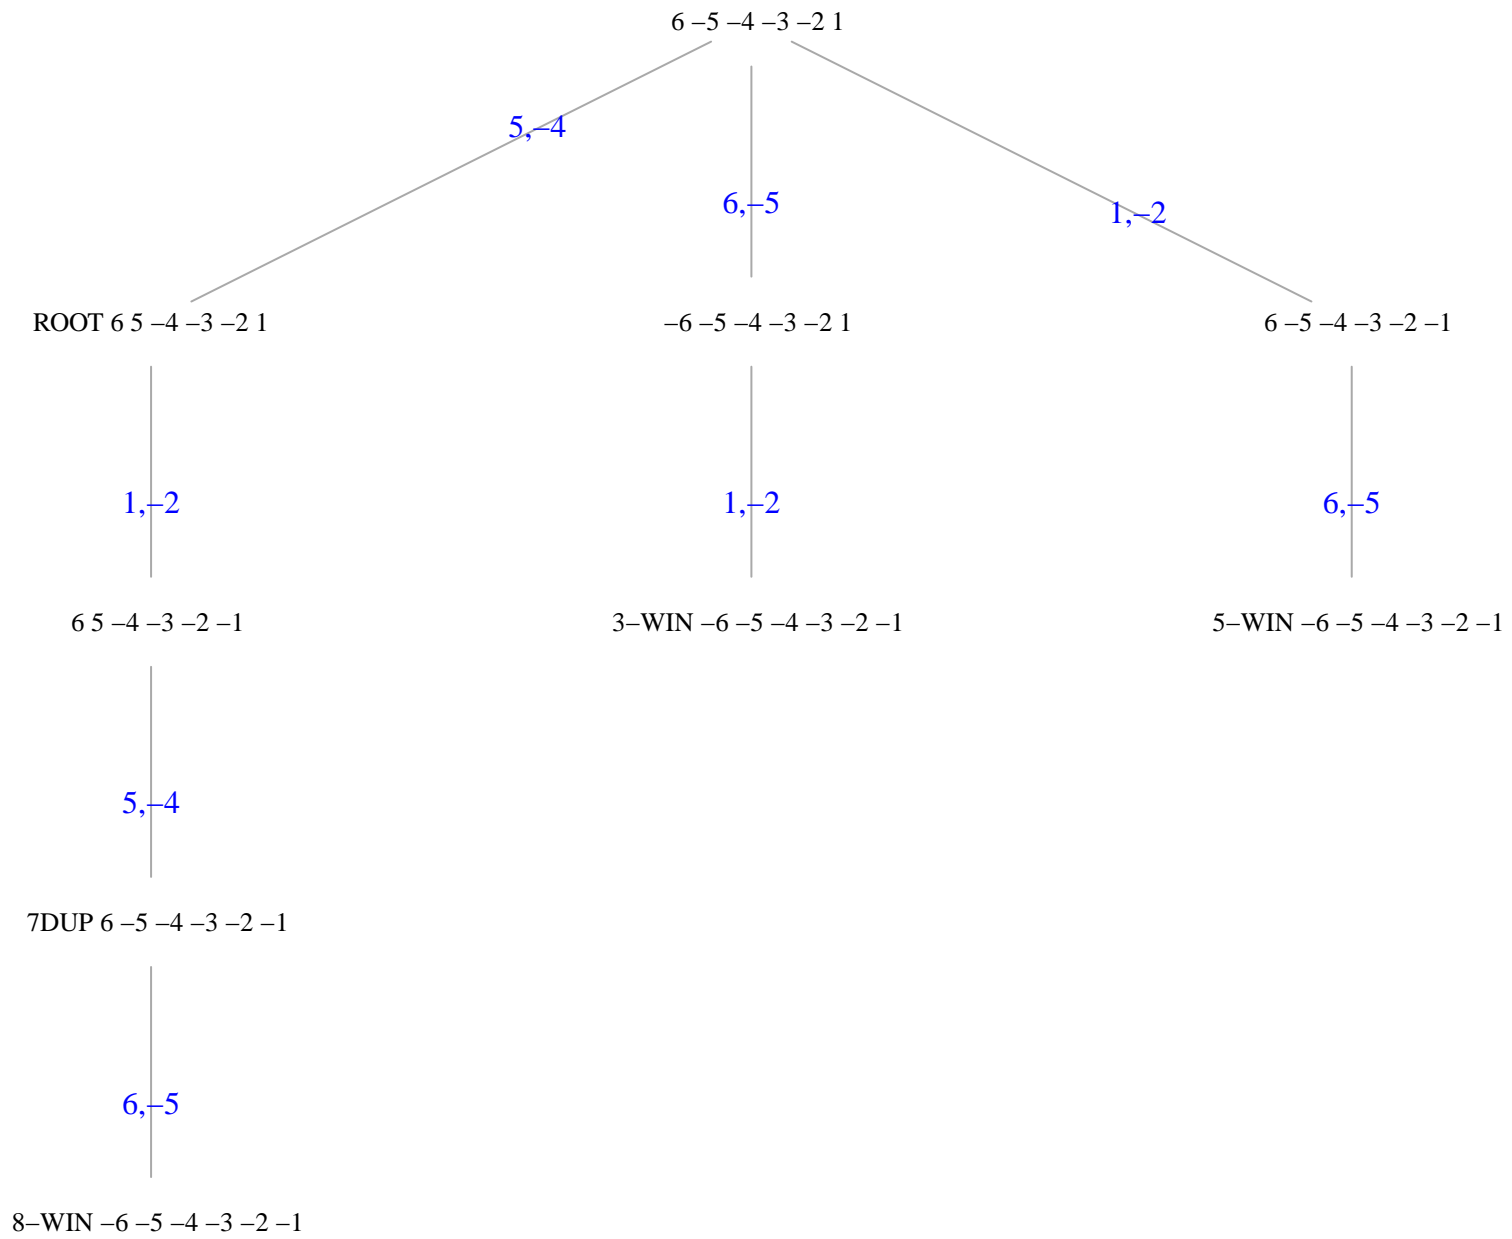 6 –5 –4 –3 –2 1
5,–4
6,–5
1,–2
ROOT 6 5 –4 –3 –2 1
–6 –5 –4 –3 –2 1
6 –5 –4 –3 –2 –1
1,–2
1,–2
6,–5
6 5 –4 –3 –2 –1
3–WIN –6 –5 –4 –3 –2 –1
5–WIN –6 –5 –4 –3 –2 –1
5,–4
7DUP 6 –5 –4 –3 –2 –1
6,–5
8–WIN –6 –5 –4 –3 –2 –1